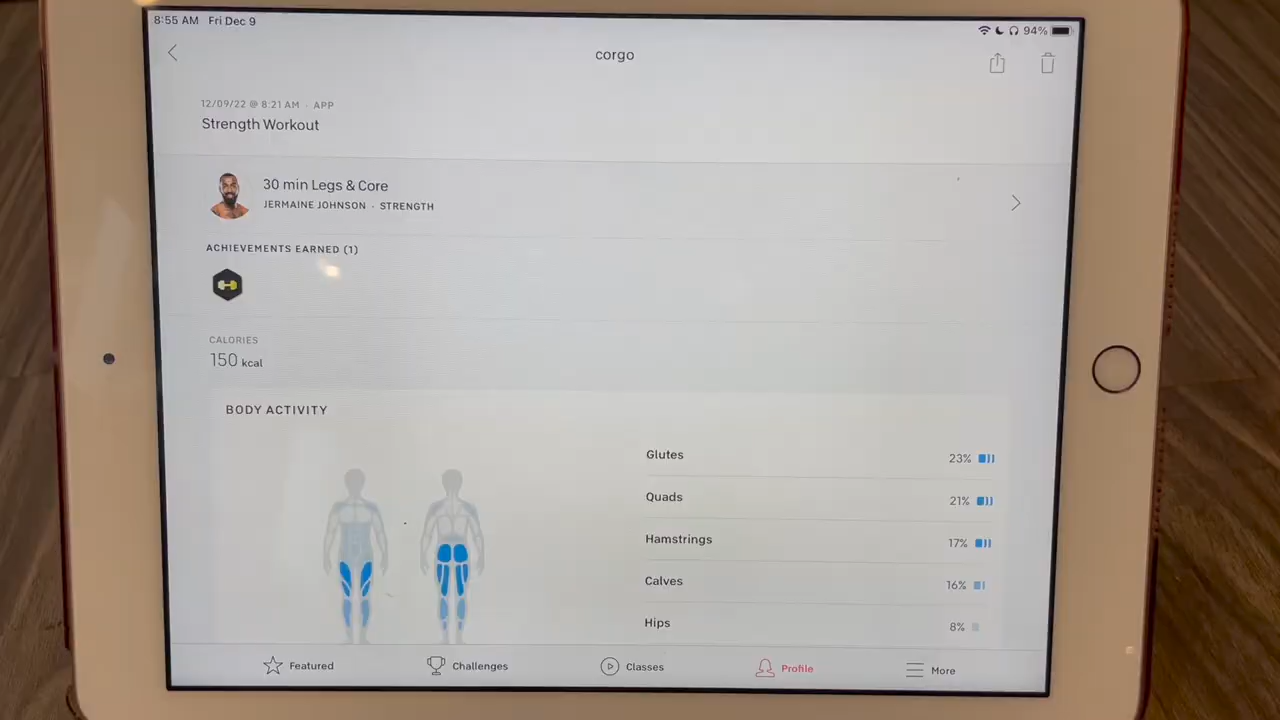 8:55 AM Fri Dec 9
94%
corgo
12/09/22 @ 8:21 AM · APP
Strength Workout
30 min Legs & Core
JERMAINE JOHNSON · STRENGTH
ACHIEVEMENTS EARNED (1)
CALORIES
150 kcal
BODY ACTIVITY
Glutes 23%
Quads 21%
Hamstrings 17%
Calves 16%
Hips 8%
Featured Challenges Classes Profile More